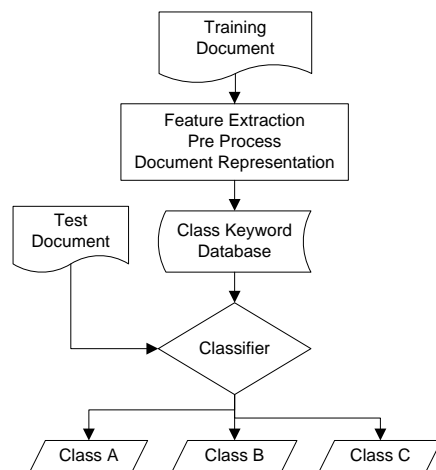 Training
Document
Feature Extraction
Pre Process
Document Representation
Test
Document
Class Keyword
Database
Classifier
Class A
Class B
Class C